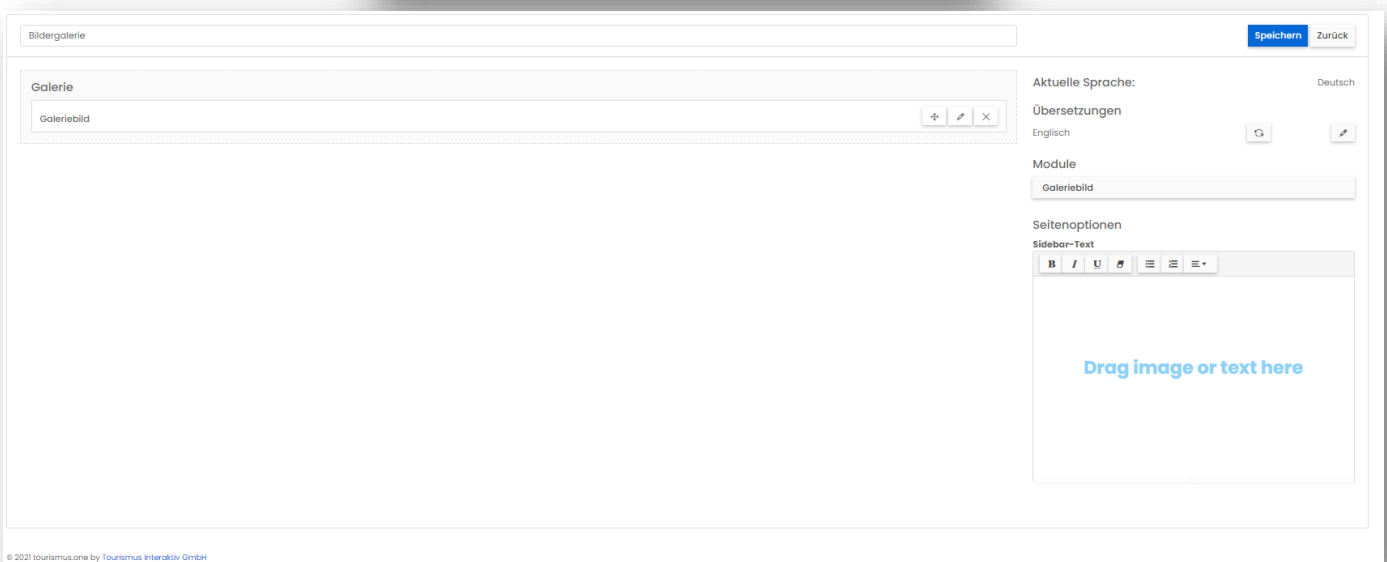 Bildergalerie
Speichern
Zurück
Galerie
Galeriebild
Aktuelle Sprache:
Deutsch
Übersetzungen
Englisch
Module
Galeriebild
Seitenoptionen
Sidebar-Text
B I U
Drag image or text here
© 2021 tourismus.one by Tourismus Interaktiv GmbH